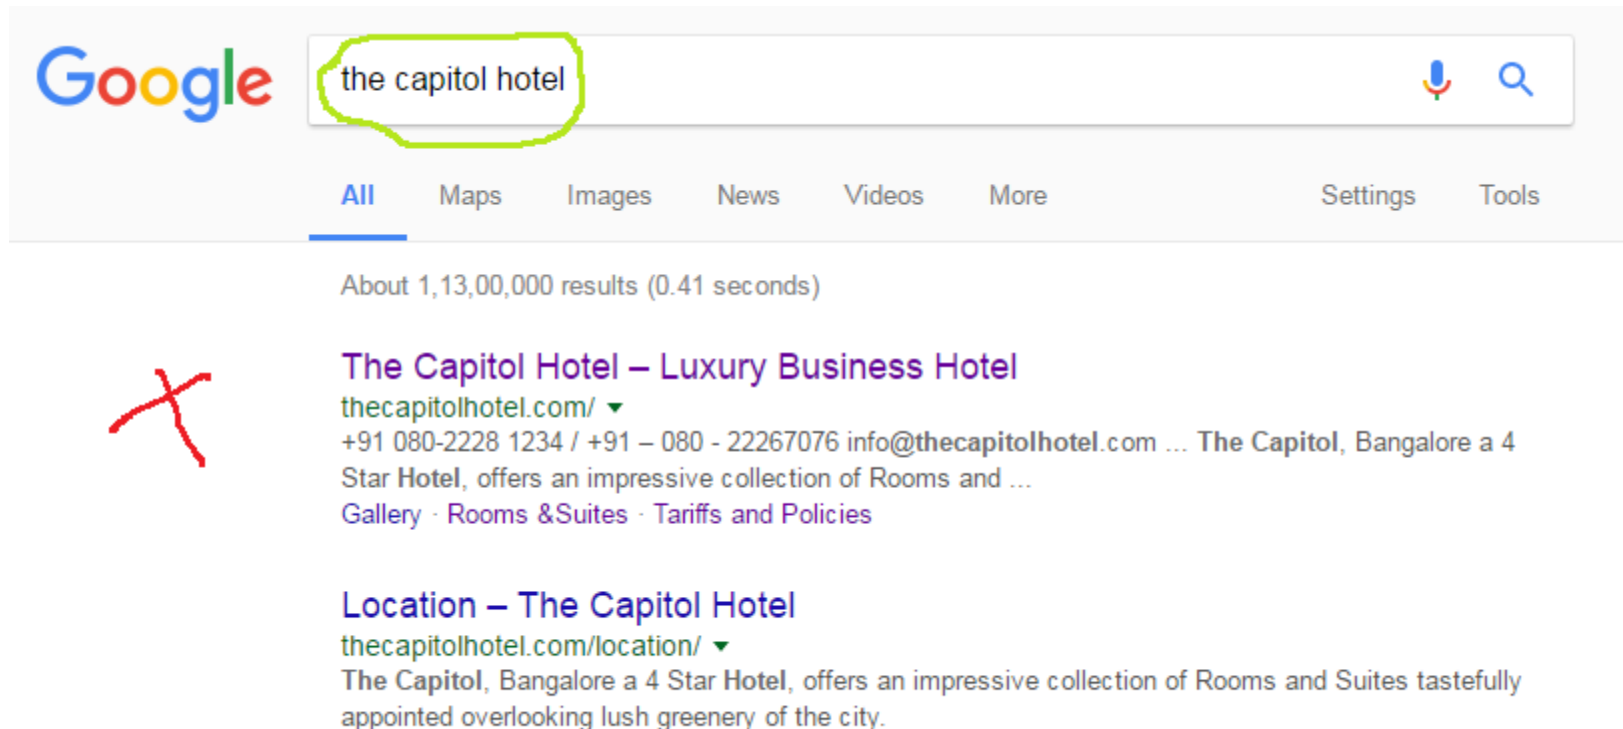 Google
the capitol hotel
All Maps Images News Videos More Settings Tools
About 1,13,00,000 results (0.41 seconds)
The Capitol Hotel – Luxury Business Hotel
thecapitolhotel.com/
+91 080-2228 1234 / +91 – 080 - 22267076 info@thecapitolhotel.com ... The Capitol, Bangalore a 4
Star Hotel, offers an impressive collection of Rooms and ...
Gallery · Rooms &Suites · Tariffs and Policies
Location – The Capitol Hotel
thecapitolhotel.com/location/
The Capitol, Bangalore a 4 Star Hotel, offers an impressive collection of Rooms and Suites tastefully
appointed overlooking lush greenery of the city.